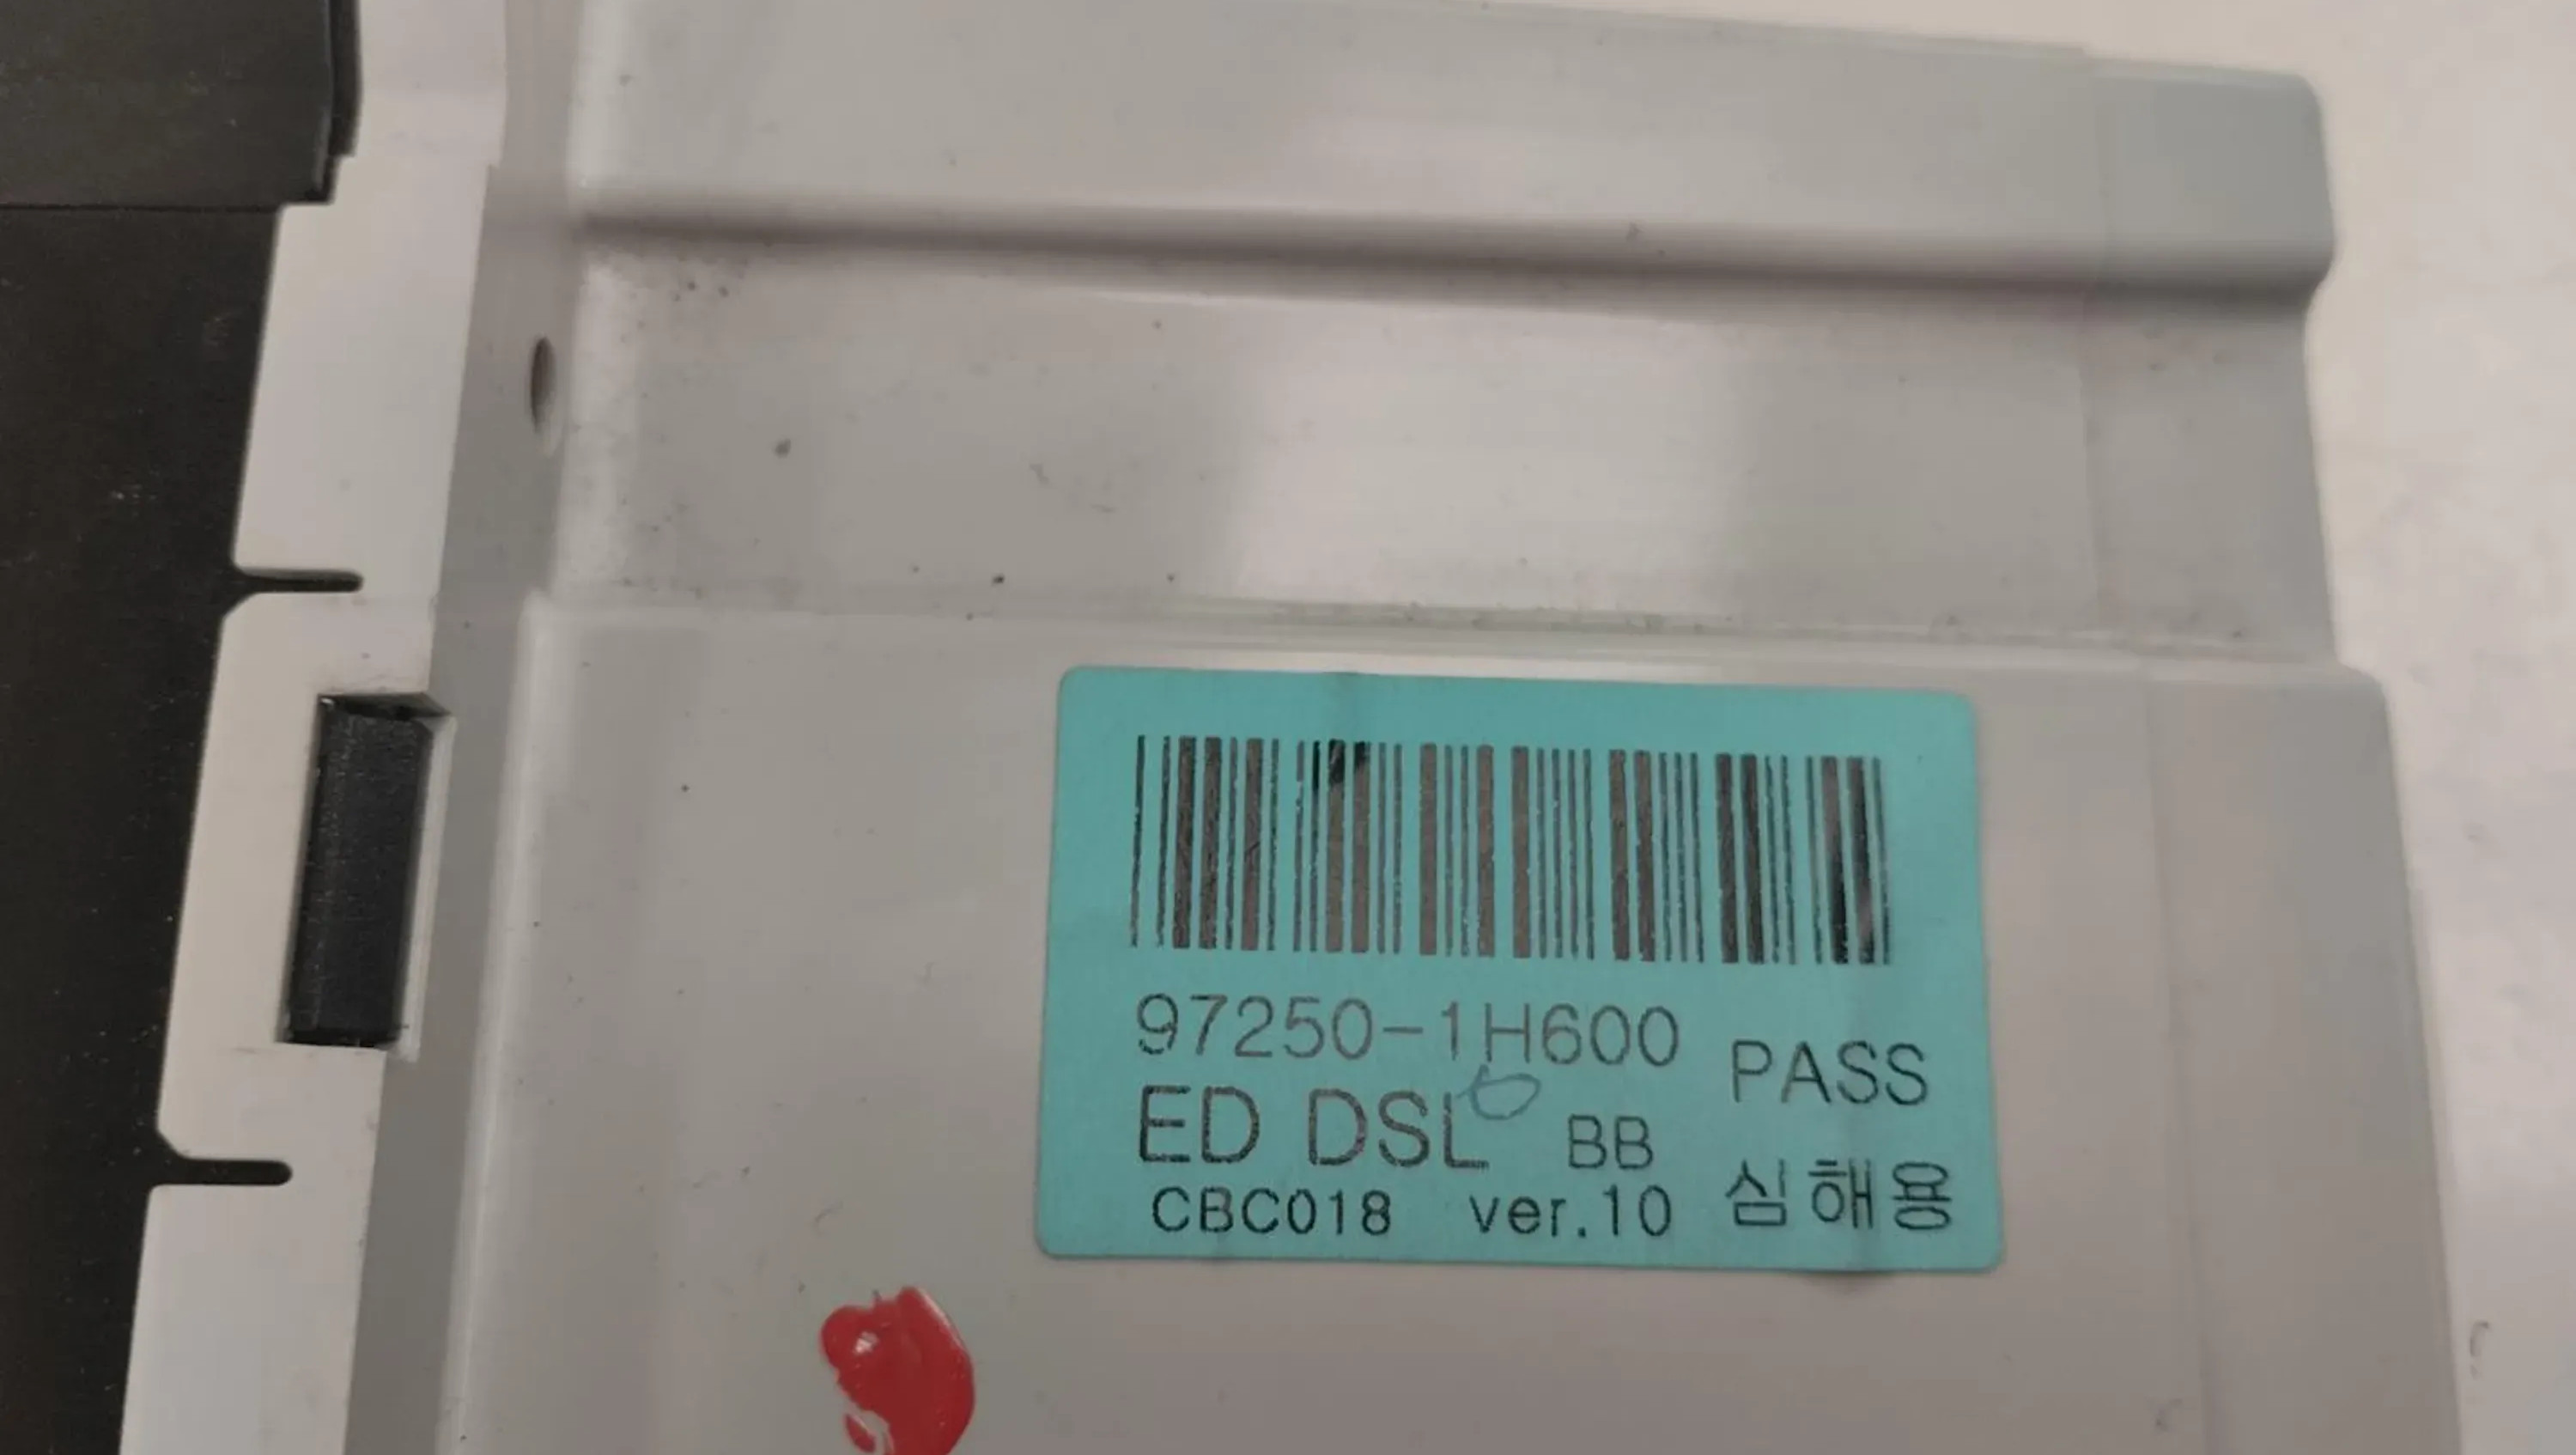 97250-1H600
PASS
ED DSL BB
CBC018 ver.10 심해용